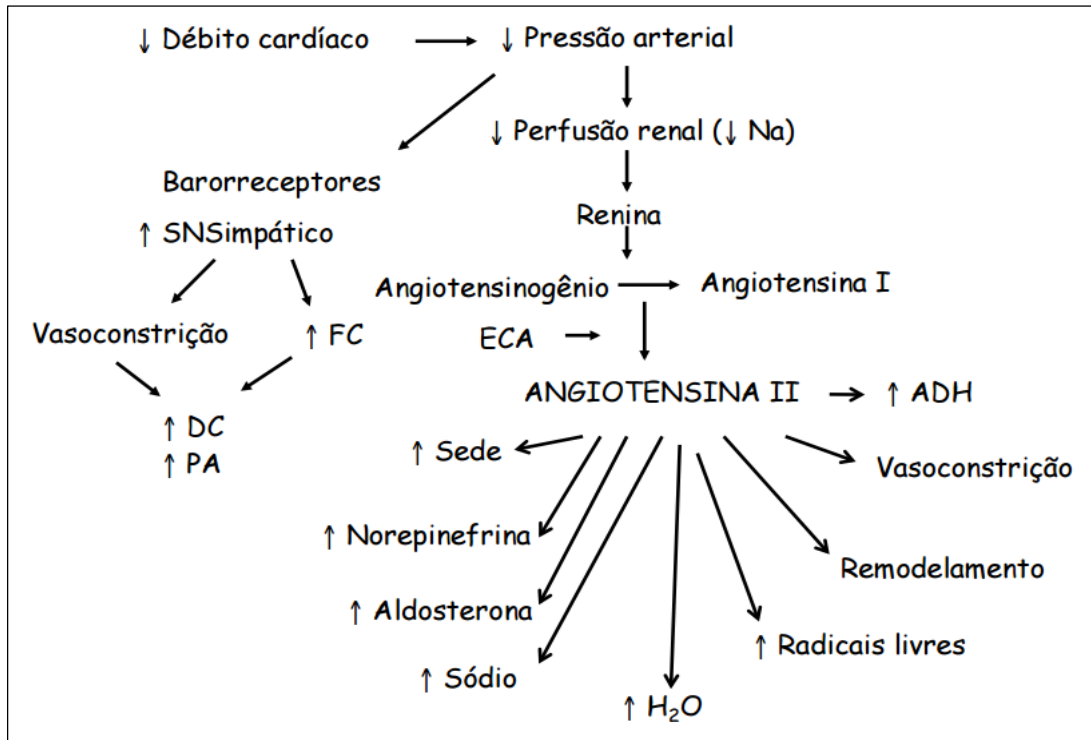 ↓ Débito cardíaco
↓ Pressão arterial
↓ Perfusão renal (↓ Na)
Barorreceptores
↑ SNSimpático
Renina
Angiotensinogênio
Angiotensina I
Vasoconstrição
↑ FC
ECA
ANGIOTENSINA II
↑ ADH
↑ DC
↑ PA
↑ Sede
Vasoconstrição
↑ Norepinefrina
Remodelamento
↑ Aldosterona
↑ Radicais livres
↑ Sódio
↑ H₂O